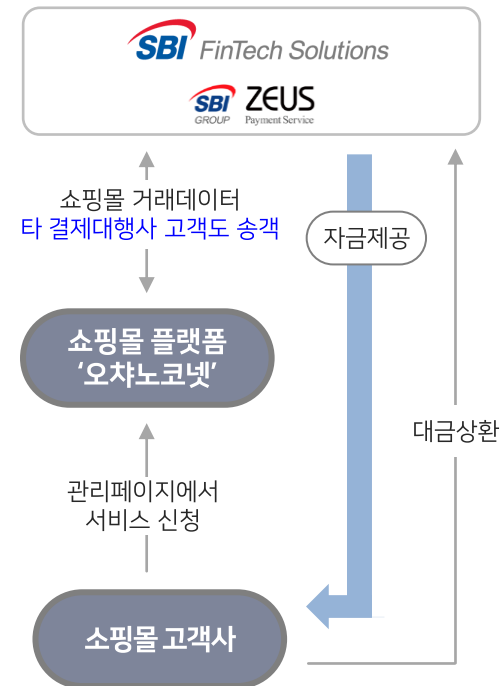 SBI FinTech Solutions
SBI GROUP ZEUS Payment Service
쇼핑몰 거래데이터
타 결제대행사 고객도 송객
자금제공
쇼핑몰 플랫폼
‘오챠노코넷’
대금상환
관리페이지에서
서비스 신청
쇼핑몰 고객사